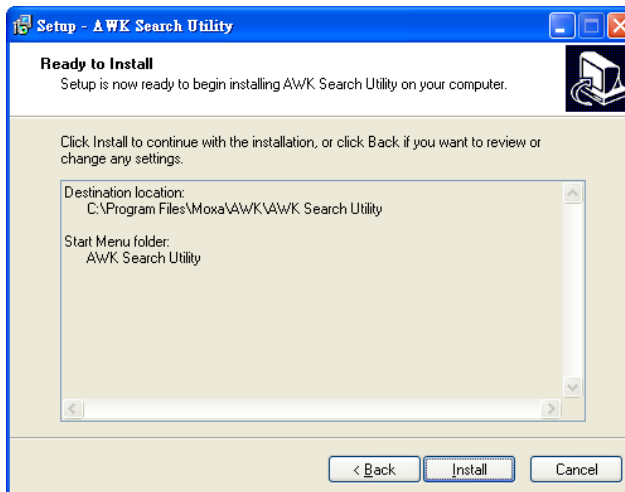 Setup - AWK Search Utility
Ready to Install
Setup is now ready to begin installing AWK Search Utility on your computer.
Click Install to continue with the installation, or click Back if you want to review or
change any settings.
Destination location:
C:\Program Files\Moxa\AWK\AWK Search Utility
Start Menu folder:
AWK Search Utility
< Back
Install
Cancel